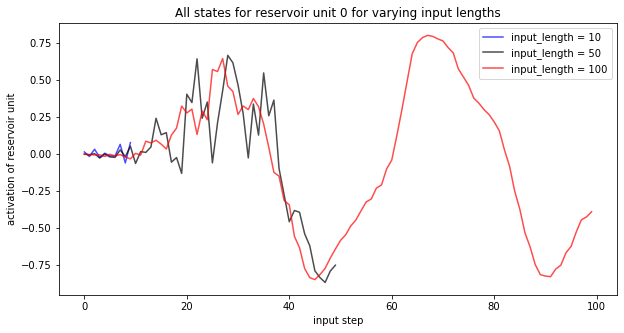 All states for reservoir unit 0 for varying input lengths
input_length = 10
input_length = 50
input_length = 100
activation of reservoir unit
0.75
0.50
0.25
0.00
−0.25
−0.50
−0.75
0 20 40 60 80 100
input step